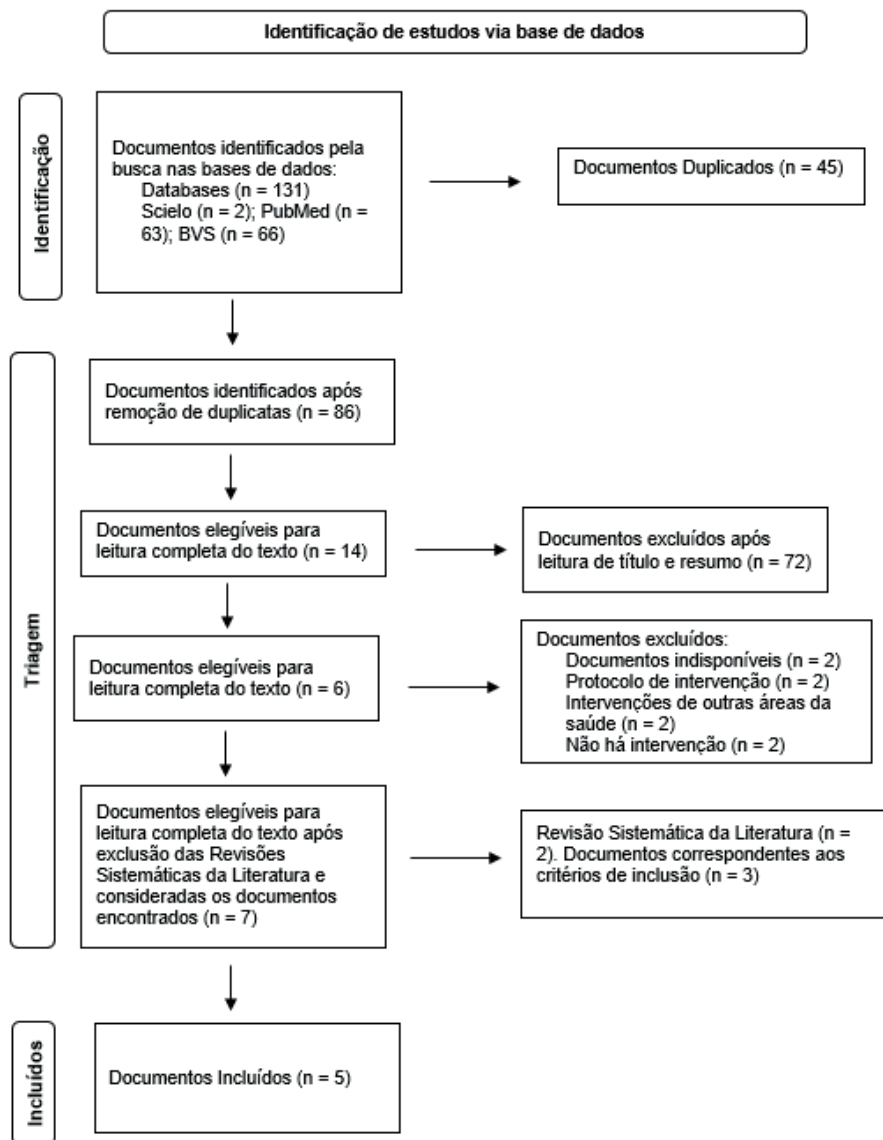 Identificação de estudos via base de dados
Identificação
Documentos identificados pela
busca nas bases de dados:
Databases (n = 131)
Scielo (n = 2); PubMed (n =
63); BVS (n = 66)
Documentos Duplicados (n = 45)
Triagem
Documentos identificados após
remoção de duplicatas (n = 86)
Documentos elegíveis para
leitura completa do texto (n = 14)
Documentos excluídos após
leitura de título e resumo (n = 72)
Documentos elegíveis para
leitura completa do texto (n = 6)
Documentos excluídos:
Documentos indisponíveis (n = 2)
Protocolo de intervenção (n = 2)
Intervenções de outras áreas da
saúde (n = 2)
Não há intervenção (n = 2)
Documentos elegíveis para
leitura completa do texto após
exclusão das Revisões
Sistemáticas da Literatura e
consideradas os documentos
encontrados (n = 7)
Revisão Sistemática da Literatura (n =
2). Documentos correspondentes aos
critérios de inclusão (n = 3)
Incluídos
Documentos Incluídos (n = 5)